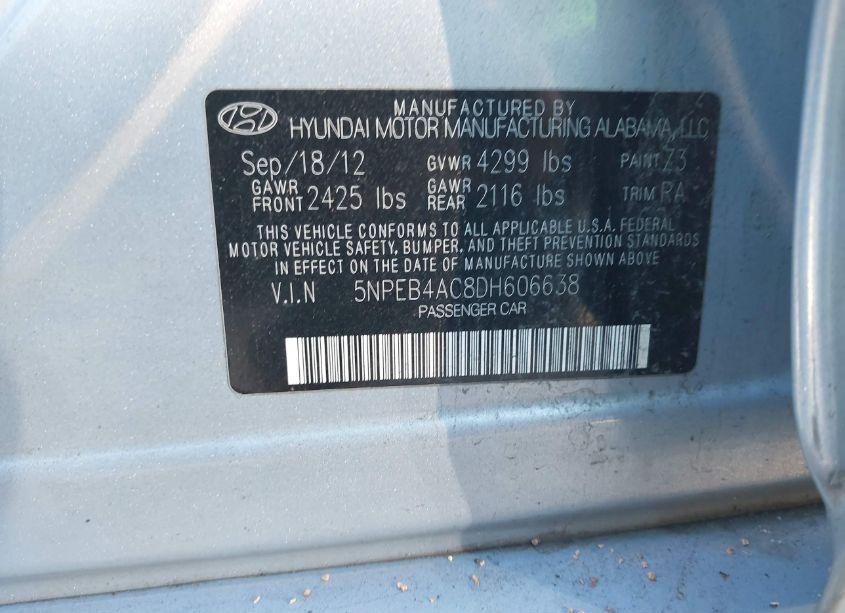 MANUFACTURED BY
HYUNDAI MOTOR MANUFACTURING ALABAMA, LLC
Sep/18/12 GVWR 4299 lbs PAINT Z3
GAWR FRONT 2425 lbs GAWR REAR 2116 lbs TRIM RA
THIS VEHICLE CONFORMS TO ALL APPLICABLE U.S.A. FEDERAL
MOTOR VEHICLE SAFETY, BUMPER, AND THEFT PREVENTION STANDARDS
IN EFFECT ON THE DATE OF MANUFACTURE SHOWN ABOVE
V.I.N 5NPEB4AC8DH606638
PASSENGER CAR